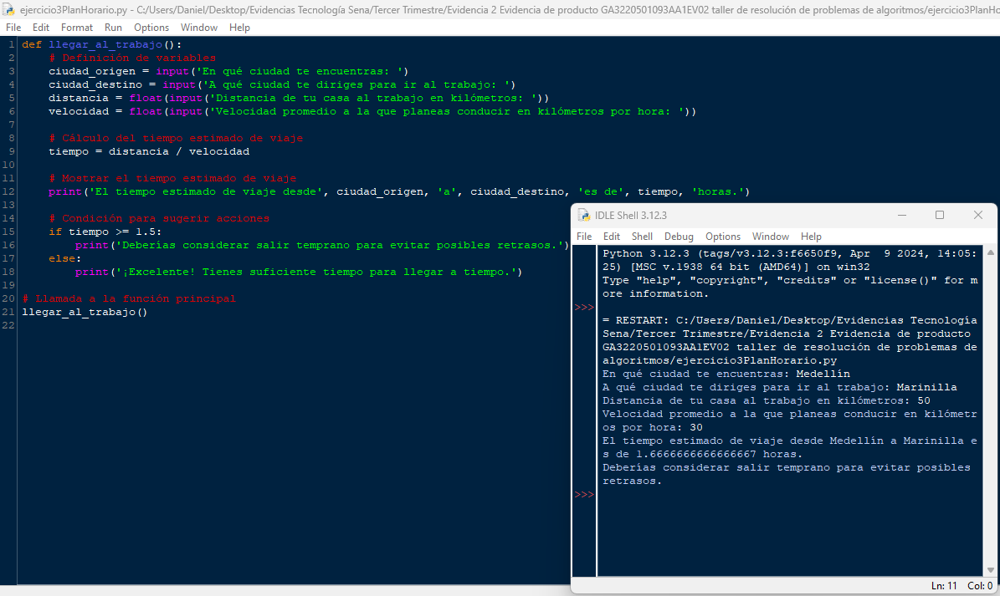 ejercicio3PlanHorario.py - C:/Users/Daniel/Desktop/Evidencias Tecnología Sena/Tercer Trimestre/Evidencia 2 Evidencia de producto GA3220501093AA1EV02 taller de resolución de problemas de algoritmos/ejercicio3PlanHo
File Edit Format Run Options Window Help
1 def llegar_al_trabajo():
2 # Definición de variables
3 ciudad_origen = input('En qué ciudad te encuentras: ')
4 ciudad_destino = input('A qué ciudad te diriges para ir al trabajo: ')
5 distancia = float(input('Distancia de tu casa al trabajo en kilómetros: '))
6 velocidad = float(input('Velocidad promedio a la que planeas conducir en kilómetros por hora: '))
7
8 # Cálculo del tiempo estimado de viaje
9 tiempo = distancia / velocidad
10
11 # Mostrar el tiempo estimado de viaje
12 print('El tiempo estimado de viaje desde', ciudad_origen, 'a', ciudad_destino, 'es de', tiempo, 'horas.')
13
14 # Condición para sugerir acciones
15 if tiempo >= 1.5:
16 print('Deberías considerar salir temprano para evitar posibles retrasos.')
17 else:
18 print('¡Excelente! Tienes suficiente tiempo para llegar a tiempo.')
19
20 # Llamada a la función principal
21 llegar_al_trabajo()
22
IDLE Shell 3.12.3
File Edit Shell Debug Options Window Help
Python 3.12.3 (tags/v3.12.3:f6650f9, Apr  9 2024, 14:05:
25) [MSC v.1938 64 bit (AMD64)] on win32
Type "help", "copyright", "credits" or "license()" for m
ore information.
>>>
= RESTART: C:/Users/Daniel/Desktop/Evidencias Tecnología
Sena/Tercer Trimestre/Evidencia 2 Evidencia de producto
GA3220501093AA1EV02 taller de resolución de problemas de
algoritmos/ejercicio3PlanHorario.py
En qué ciudad te encuentras: Medellín
A qué ciudad te diriges para ir al trabajo: Marinilla
Distancia de tu casa al trabajo en kilómetros: 50
Velocidad promedio a la que planeas conducir en kilómetr
os por hora: 30
El tiempo estimado de viaje desde Medellín a Marinilla e
s de 1.6666666666666667 horas.
Deberías considerar salir temprano para evitar posibles
retrasos.
>>>
Ln: 11 Col: 0